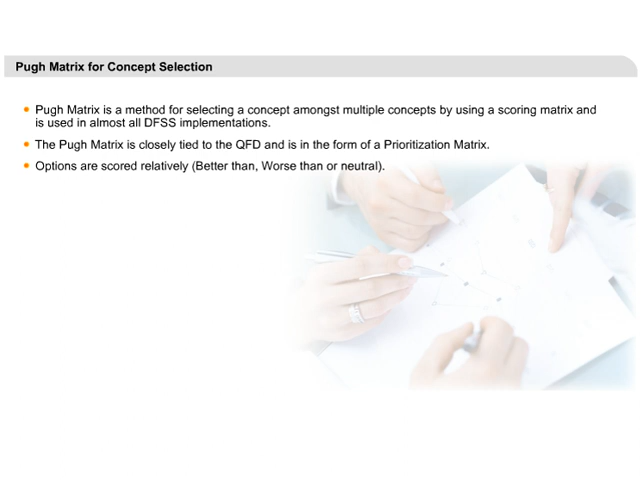 Pugh Matrix for Concept Selection
Pugh Matrix is a method for selecting a concept amongst multiple concepts by using a scoring matrix and
is used in almost all DFSS implementations.
The Pugh Matrix is closely tied to the QFD and is in the form of a Prioritization Matrix.
Options are scored relatively (Better than, Worse than or neutral).